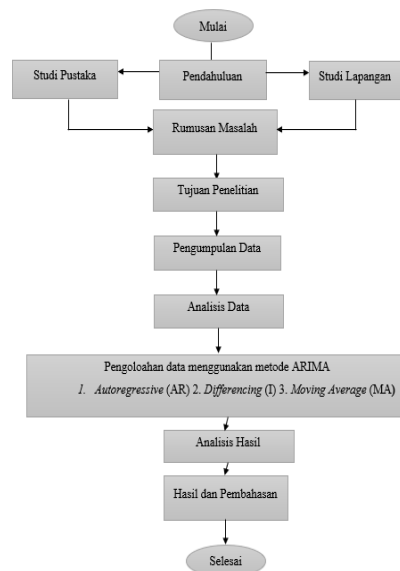 Mulai
Studi Pustaka
Pendahuluan
Studi Lapangan
Rumusan Masalah
Tujuan Penelitian
Pengumpulan Data
Analisis Data
Pengoloahan data menggunakan metode ARIMA
1. Autoregressive (AR) 2. Differencing (I) 3. Moving Average (MA)
Analisis Hasil
Hasil dan Pembahasan
Selesai